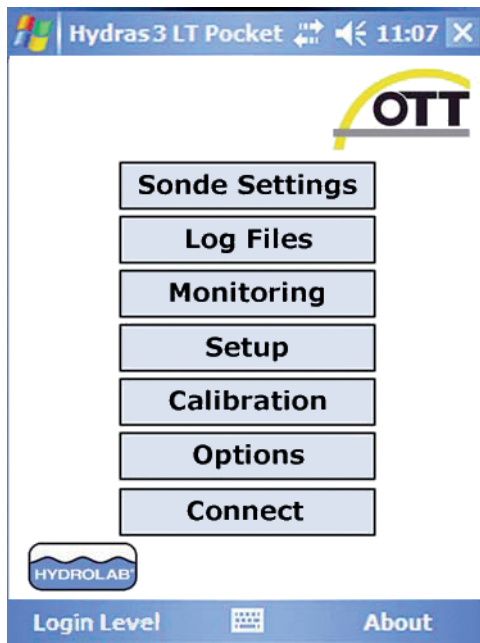 Hydras 3 LT Pocket 11:07
OTT
Sonde Settings
Log Files
Monitoring
Setup
Calibration
Options
Connect
HYDROLAB
Login Level About